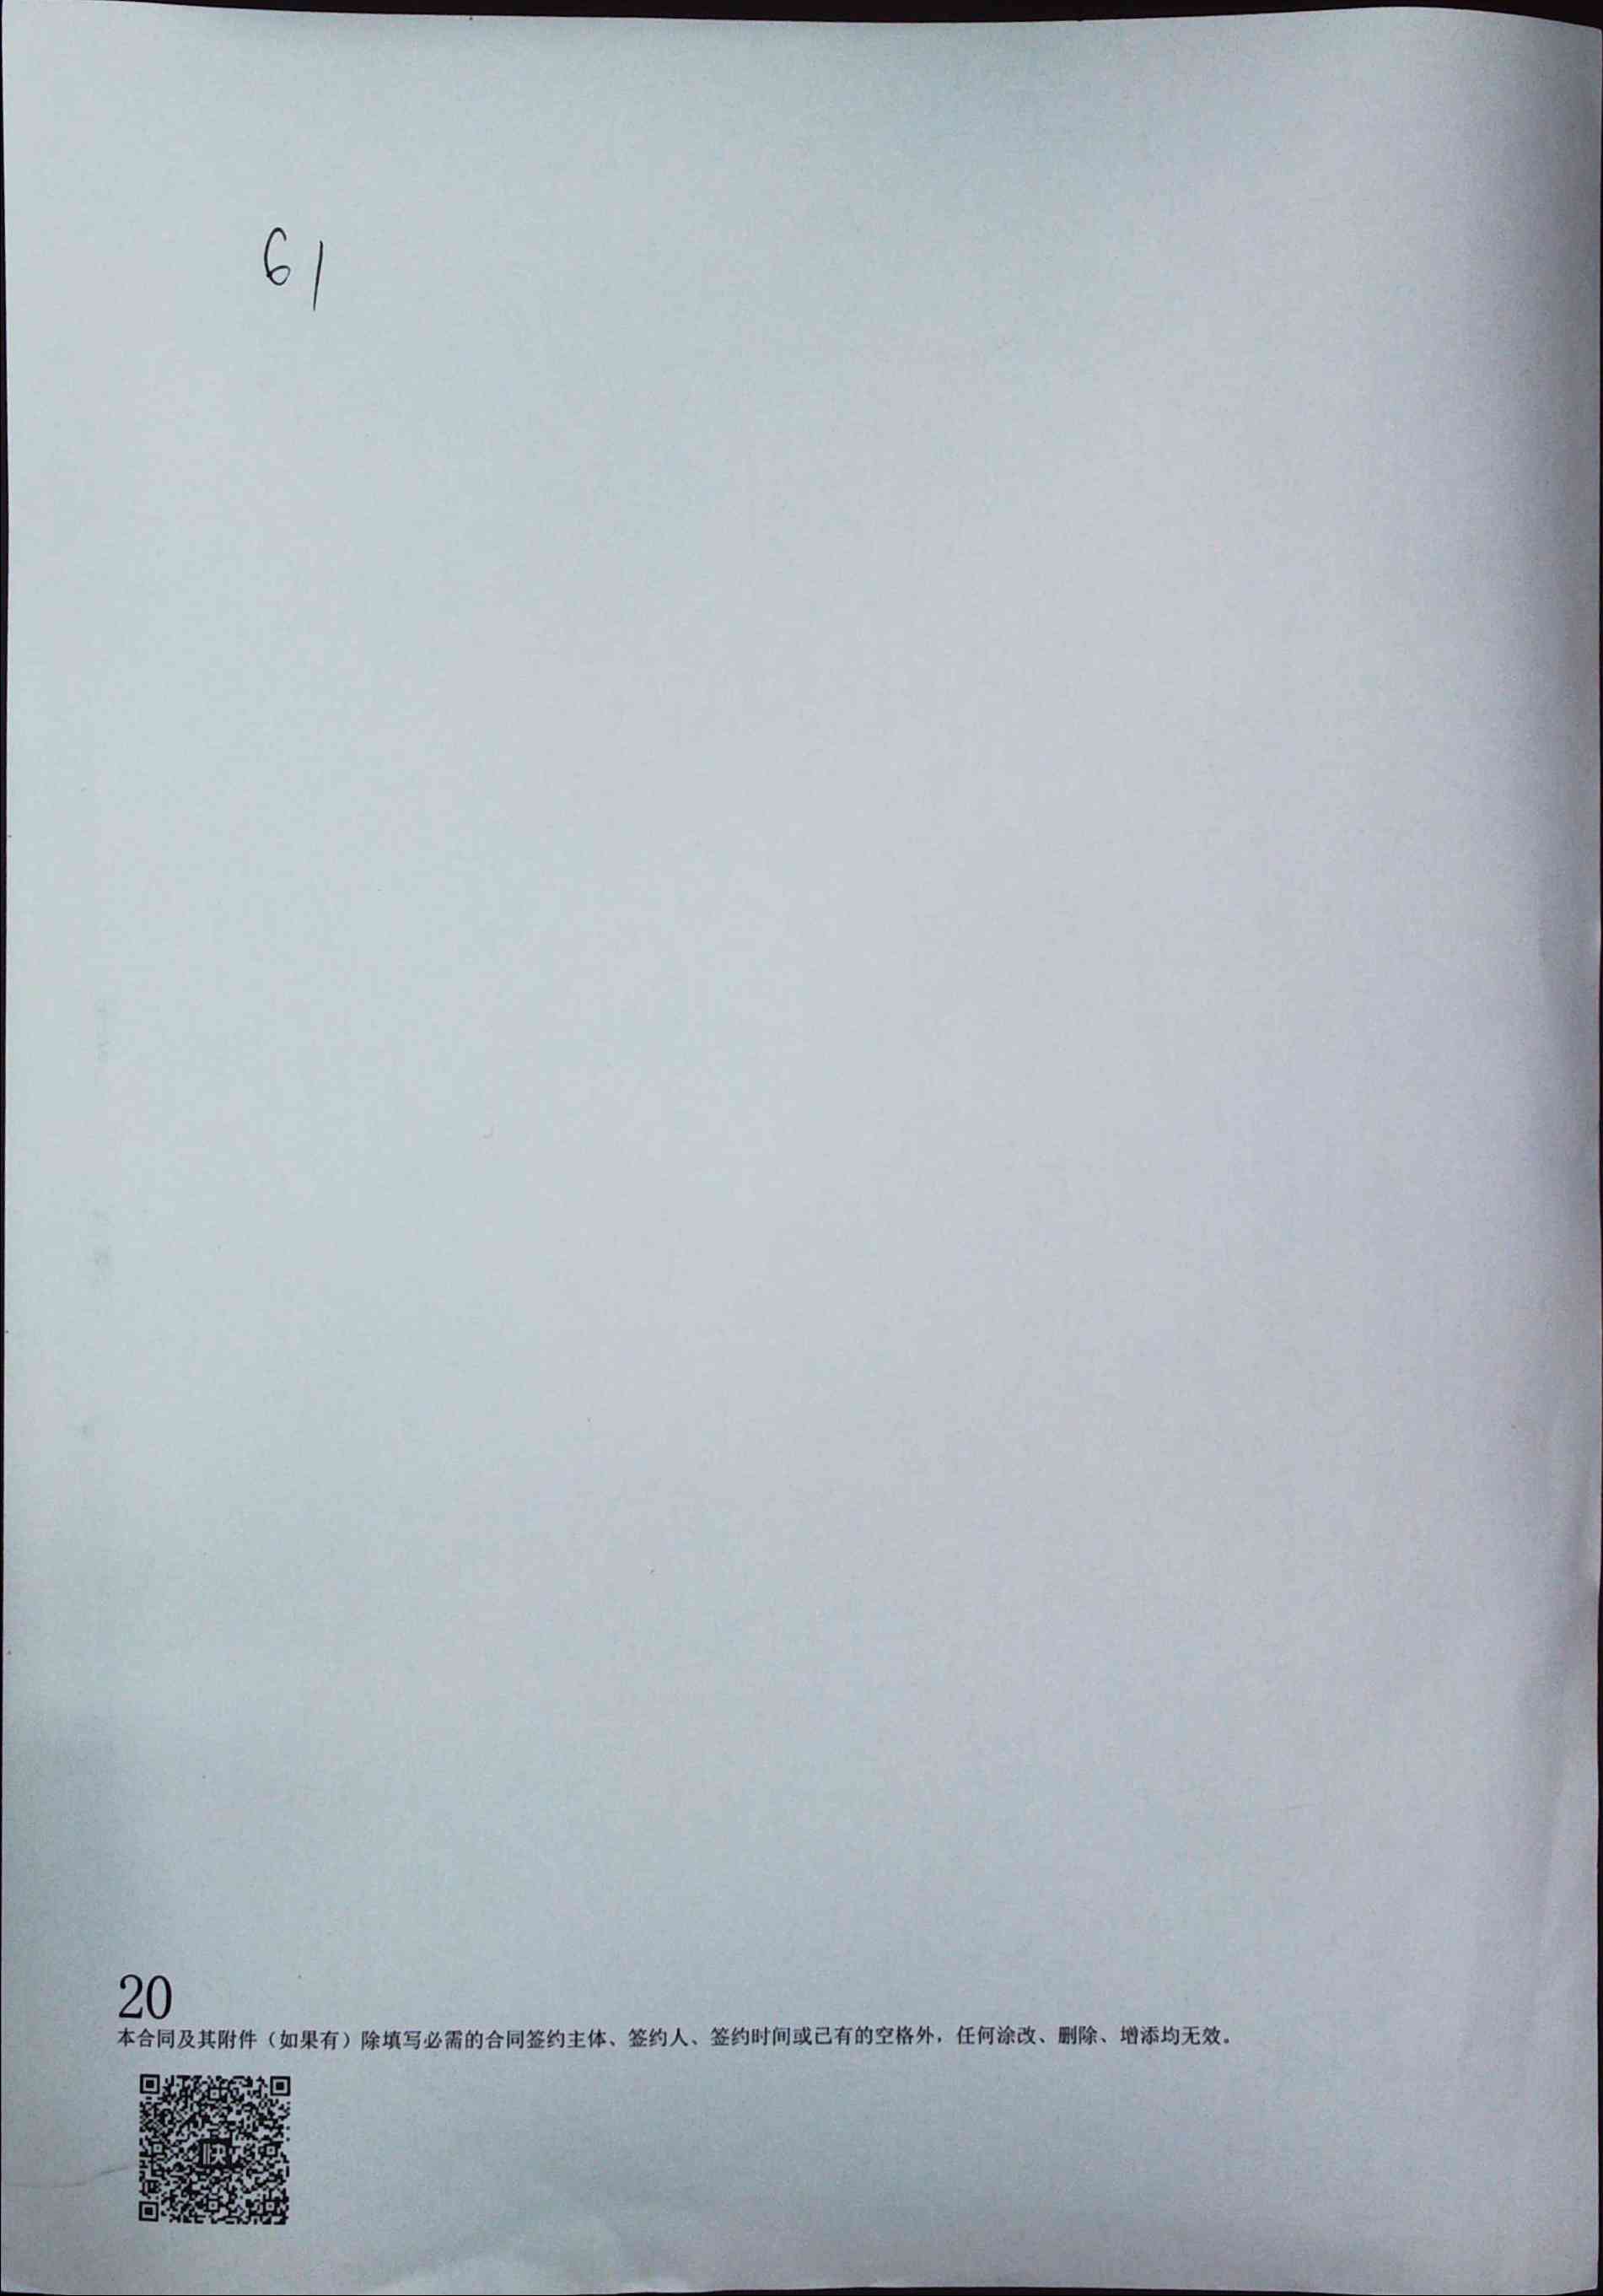 61
20
本合同及其附件（如果有）除填写必需的合同签约主体、签约人、签约时间或已有的空格外，任何涂改、删除、增添均无效。
快